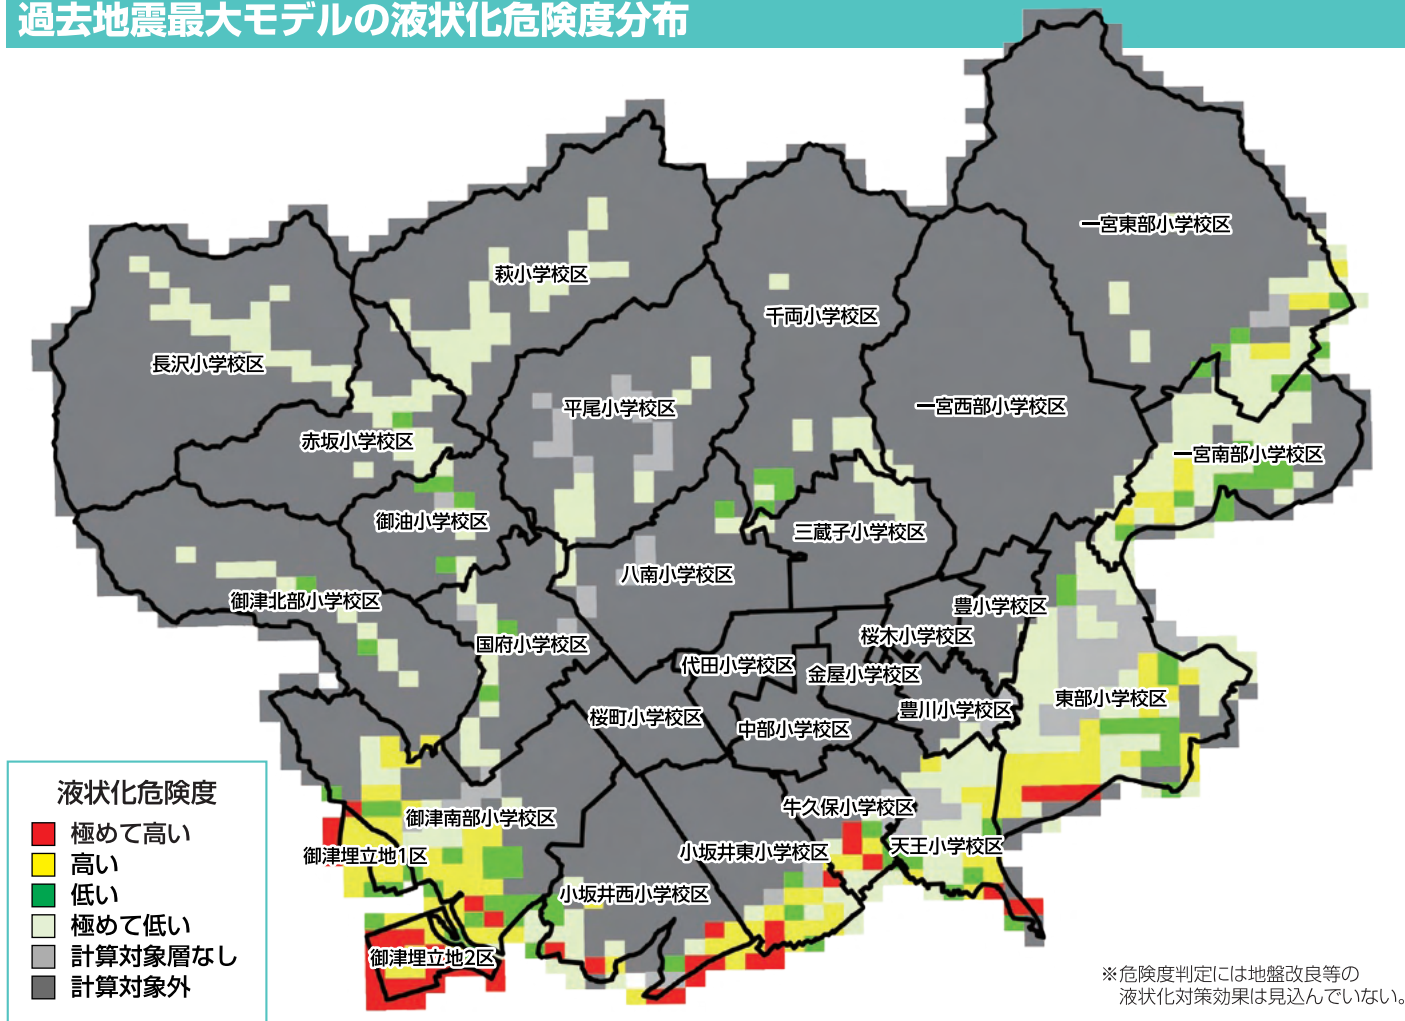 過去地震最大モデルの液状化危険度分布
一宮東部小学校区
萩小学校区
千両小学校区
長沢小学校区
平尾小学校区
一宮西部小学校区
赤坂小学校区
一宮南部小学校区
御油小学校区
三蔵子小学校区
八南小学校区
御津北部小学校区
豊小学校区
国府小学校区
桜木小学校区
代田小学校区
金屋小学校区
東部小学校区
豊川小学校区
桜町小学校区
中部小学校区
牛久保小学校区
御津南部小学校区
天王小学校区
御津埋立地1区
小坂井東小学校区
小坂井西小学校区
御津埋立地2区
液状化危険度
極めて高い
高い
低い
極めて低い
計算対象層なし
計算対象外
※危険度判定には地盤改良等の
液状化対策効果は見込んでいない。